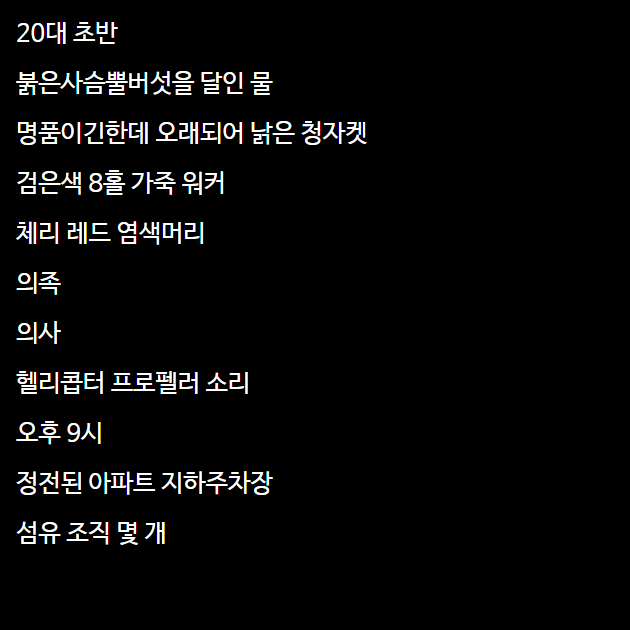 20대 초반
붉은사슴뿔버섯을 달인 물
명품이긴한데 오래되어 낡은 청자켓
검은색 8홀 가죽 워커
체리 레드 염색머리
의족
의사
헬리콥터 프로펠러 소리
오후 9시
정전된 아파트 지하주차장
섬유 조직 몇 개